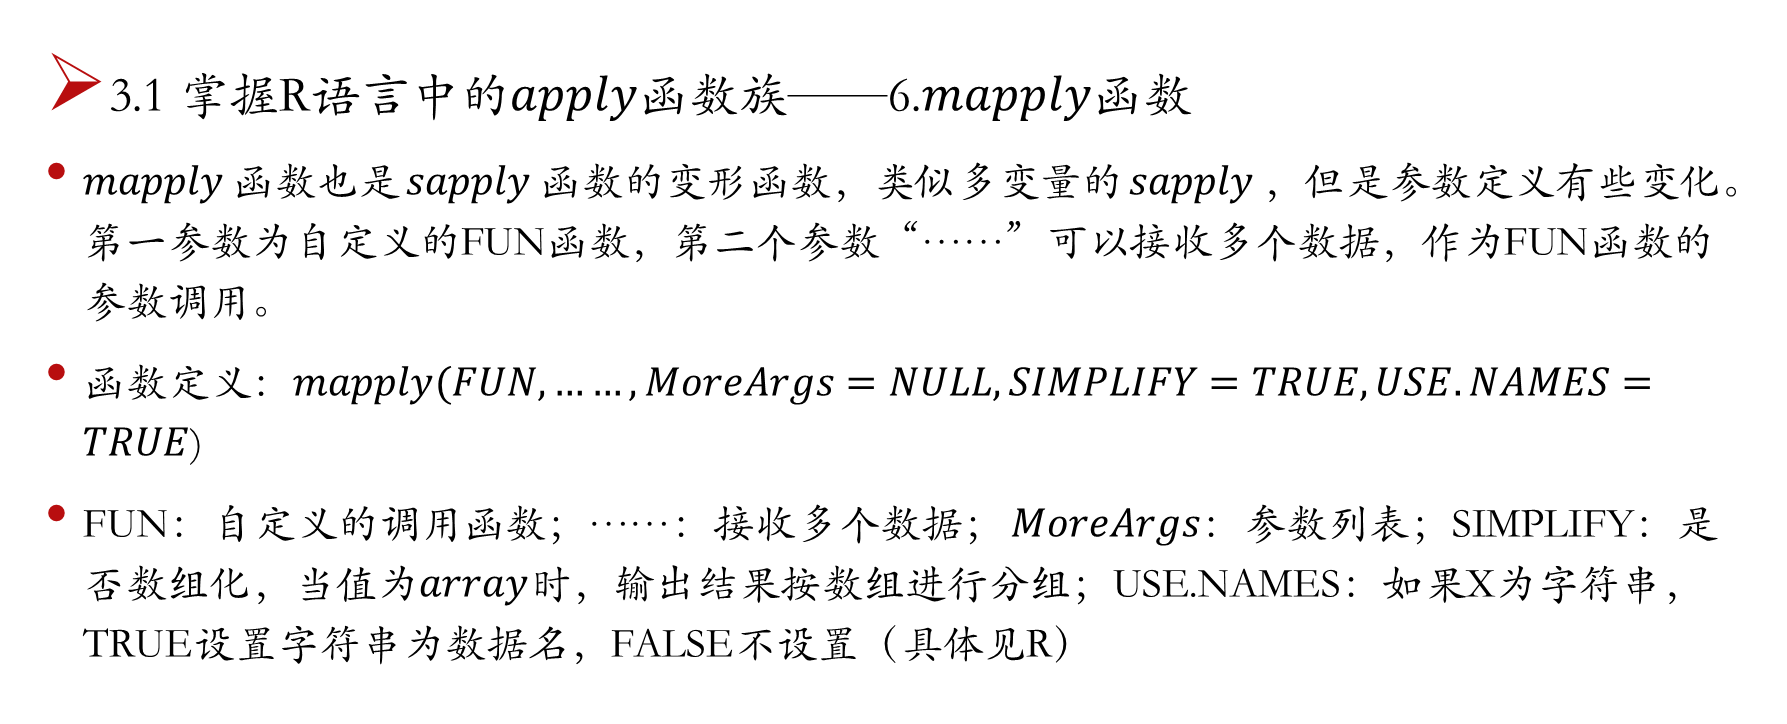 3.1 掌握R语言中的apply函数族——6.mapply函数
mapply 函数也是sapply 函数的变形函数，类似多变量的 sapply ，但是参数定义有些变化。
第一参数为自定义的FUN函数，第二个参数“……”可以接收多个数据，作为FUN函数的
参数调用。
函数定义：mapply(FUN, … … , MoreArgs = NULL, SIMPLIFY = TRUE, USE. NAMES =
TRUE)
FUN：自定义的调用函数；……：接收多个数据；MoreArgs：参数列表；SIMPLIFY：是
否数组化，当值为array时，输出结果按数组进行分组；USE.NAMES：如果X为字符串，
TRUE设置字符串为数据名，FALSE不设置（具体见R）